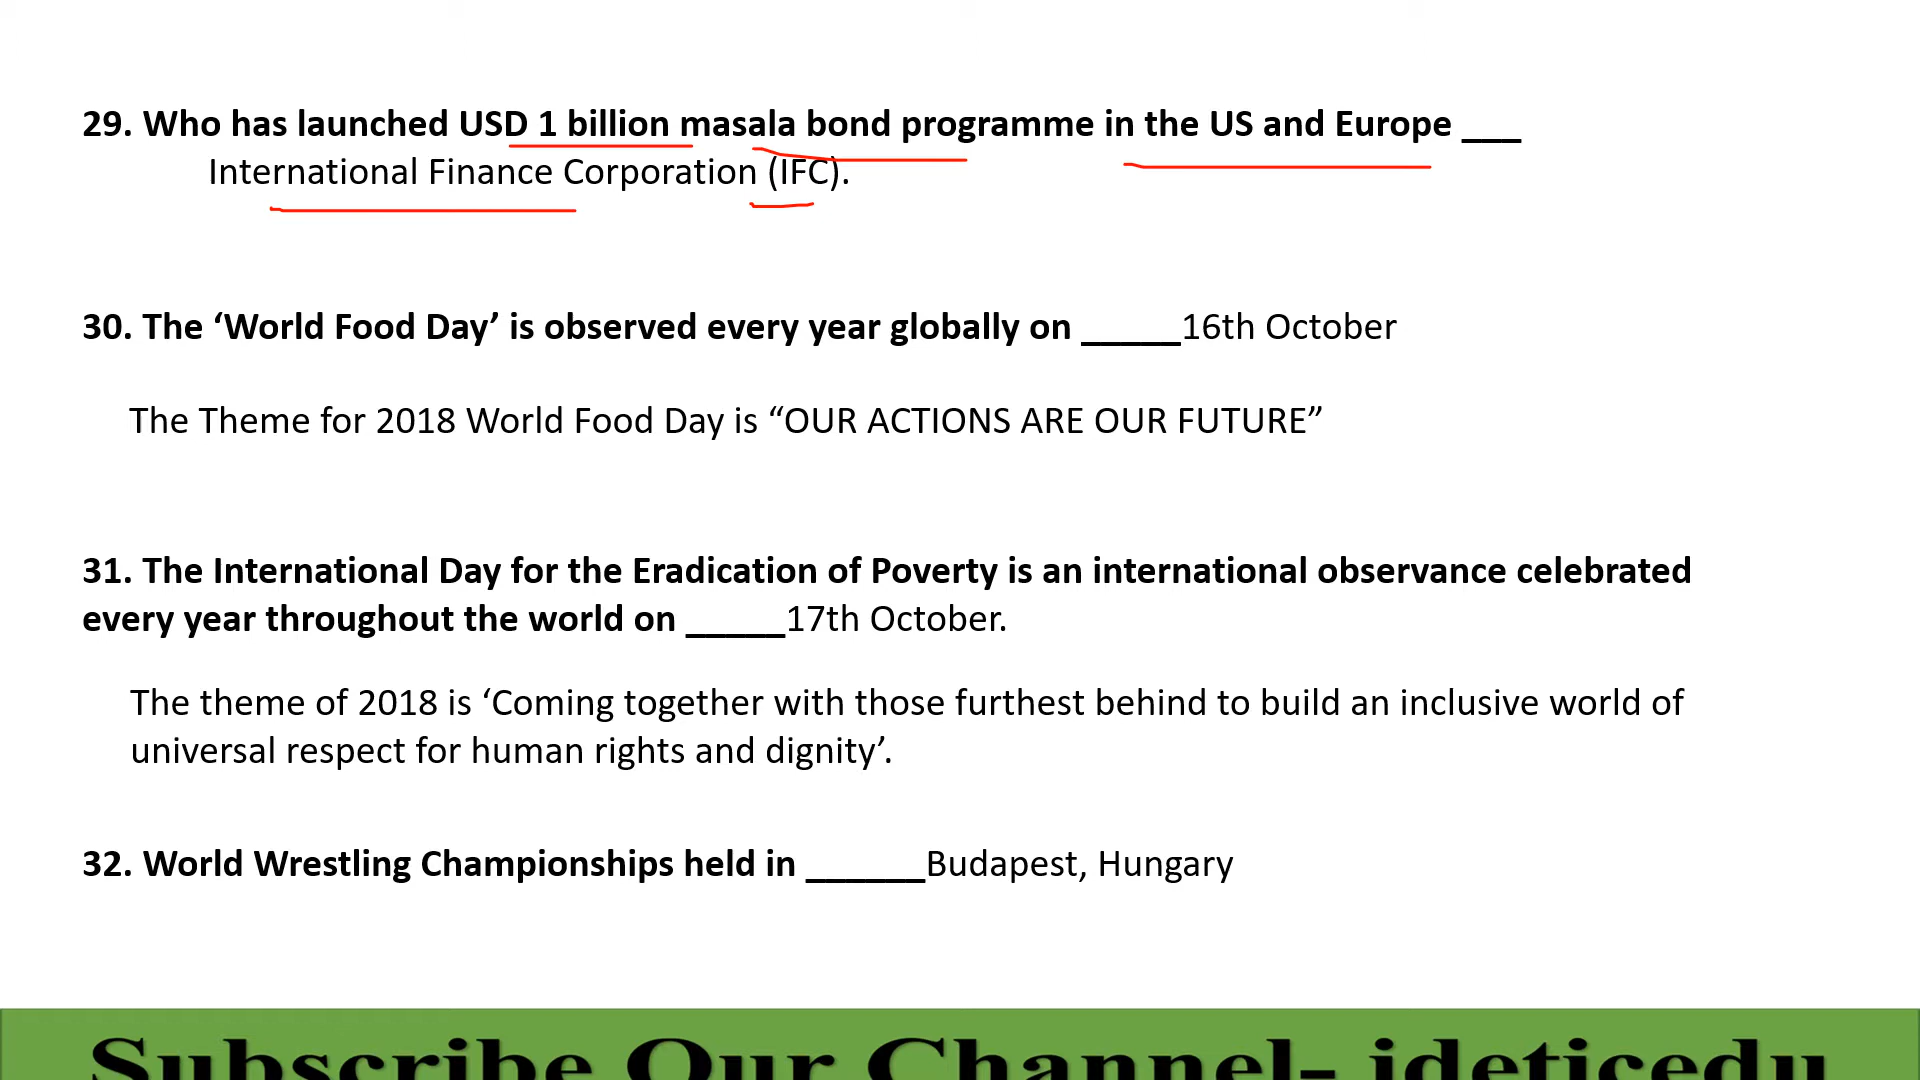 29. Who has launched USD 1 billion masala bond programme in the US and Europe ___
International Finance Corporation (IFC).
30. The ‘World Food Day’ is observed every year globally on _____16th October
The Theme for 2018 World Food Day is “OUR ACTIONS ARE OUR FUTURE”
31. The International Day for the Eradication of Poverty is an international observance celebrated
every year throughout the world on _____17th October.
The theme of 2018 is ‘Coming together with those furthest behind to build an inclusive world of
universal respect for human rights and dignity’.
32. World Wrestling Championships held in ______Budapest, Hungary
Subscribe Our Channel- ideticedu